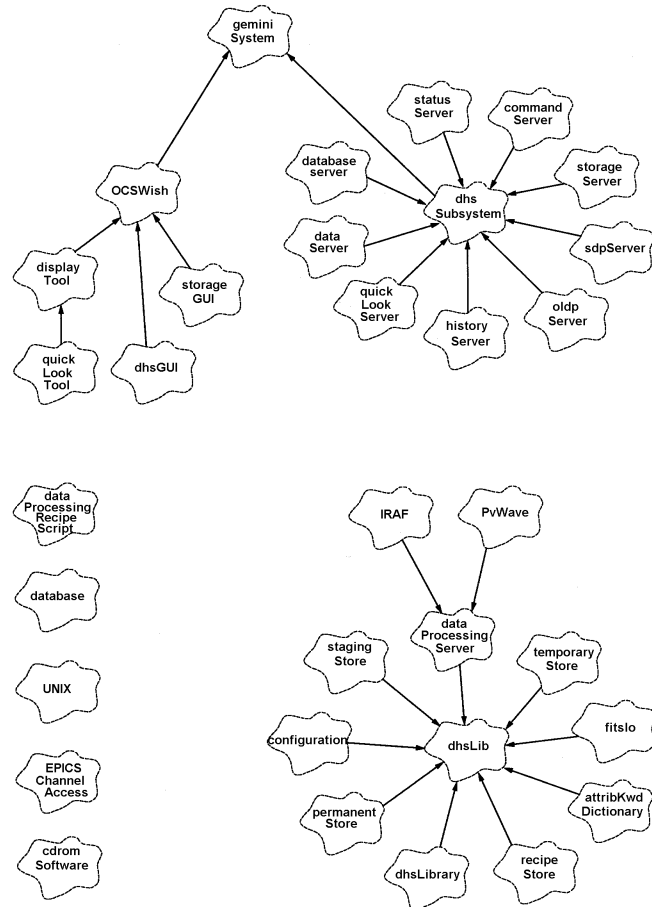 gemini
System
status
Server
command
Server
database
server
storage
Server
OCSWish
dhs
Subsystem
data
Server
sdpServer
display
Tool
storage
GUI
quick
Look
Server
oldp
Server
history
Server
quick
Look
Tool
dhsGUI
data
Processing
Recipe
Script
IRAF
PvWave
database
data
Processing
Server
staging
Store
temporary
Store
UNIX
configuration
dhsLib
fitsIo
EPICS
Channel
Access
attribKwd
Dictionary
permanent
Store
cdrom
Software
dhsLibrary
recipe
Store